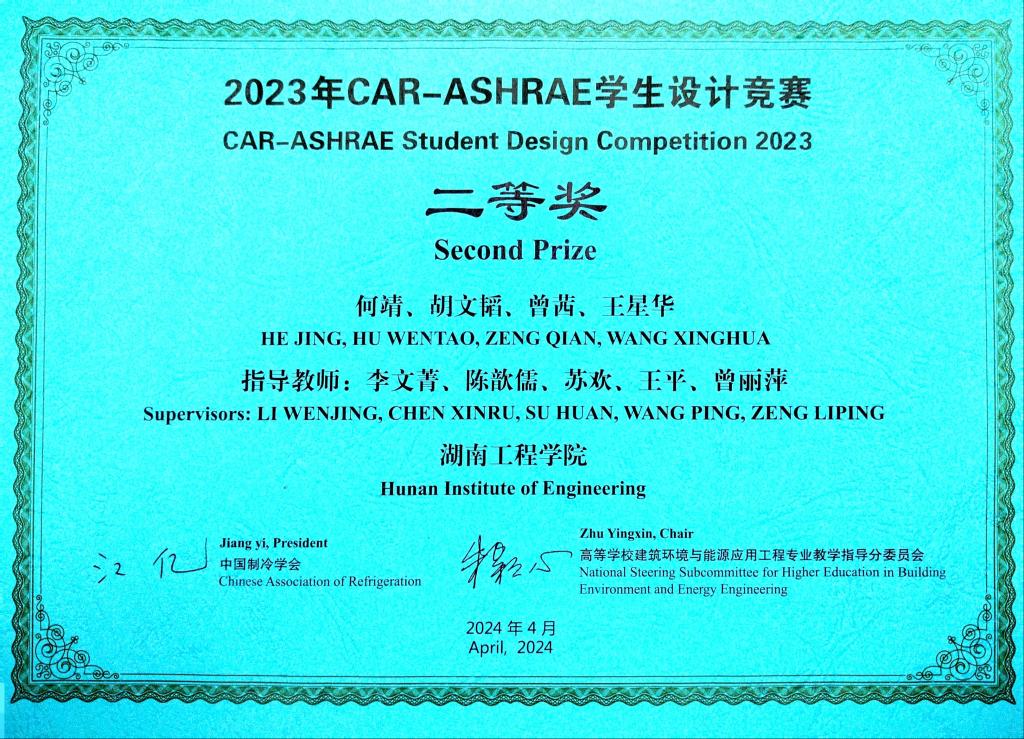 2023年CAR-ASHRAE学生设计竞赛
CAR-ASHRAE Student Design Competition 2023
二等奖
Second Prize
何靖、胡文韬、曾茜、王星华
HE JING, HU WENTAO, ZENG QIAN, WANG XINGHUA
指导教师：李文菁、陈歆儒、苏欢、王平、曾丽萍
Supervisors: LI WENJING, CHEN XINRU, SU HUAN, WANG PING, ZENG LIPING
湖南工程学院
Hunan Institute of Engineering
江亿
Jiang yi, President
中国制冷学会
Chinese Association of Refrigeration
朱颖心
Zhu Yingxin, Chair
高等学校建筑环境与能源应用工程专业教学指导分委员会
National Steering Subcommittee for Higher Education in Building
Environment and Energy Engineering
2024 年 4 月
April, 2024